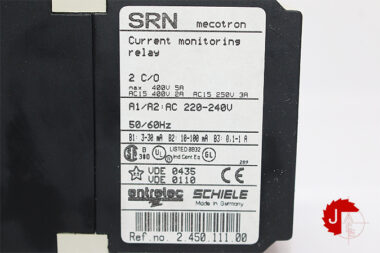 SRN mecotron
Current monitoring
relay
2 C/O
max 400V 5A
AC15 400V 2A AC15 250V 3A
A1/A2:AC 220-240V
50/60Hz
B1: 3-30 mA B2: 10-100 mA B3: 0.1-1 A
LISTED 8B32
Ind Cont Eq
VDE 0435
VDE 0110
entrelec SCHIELE
Made in Germany
Ref.no 2.450.111.00